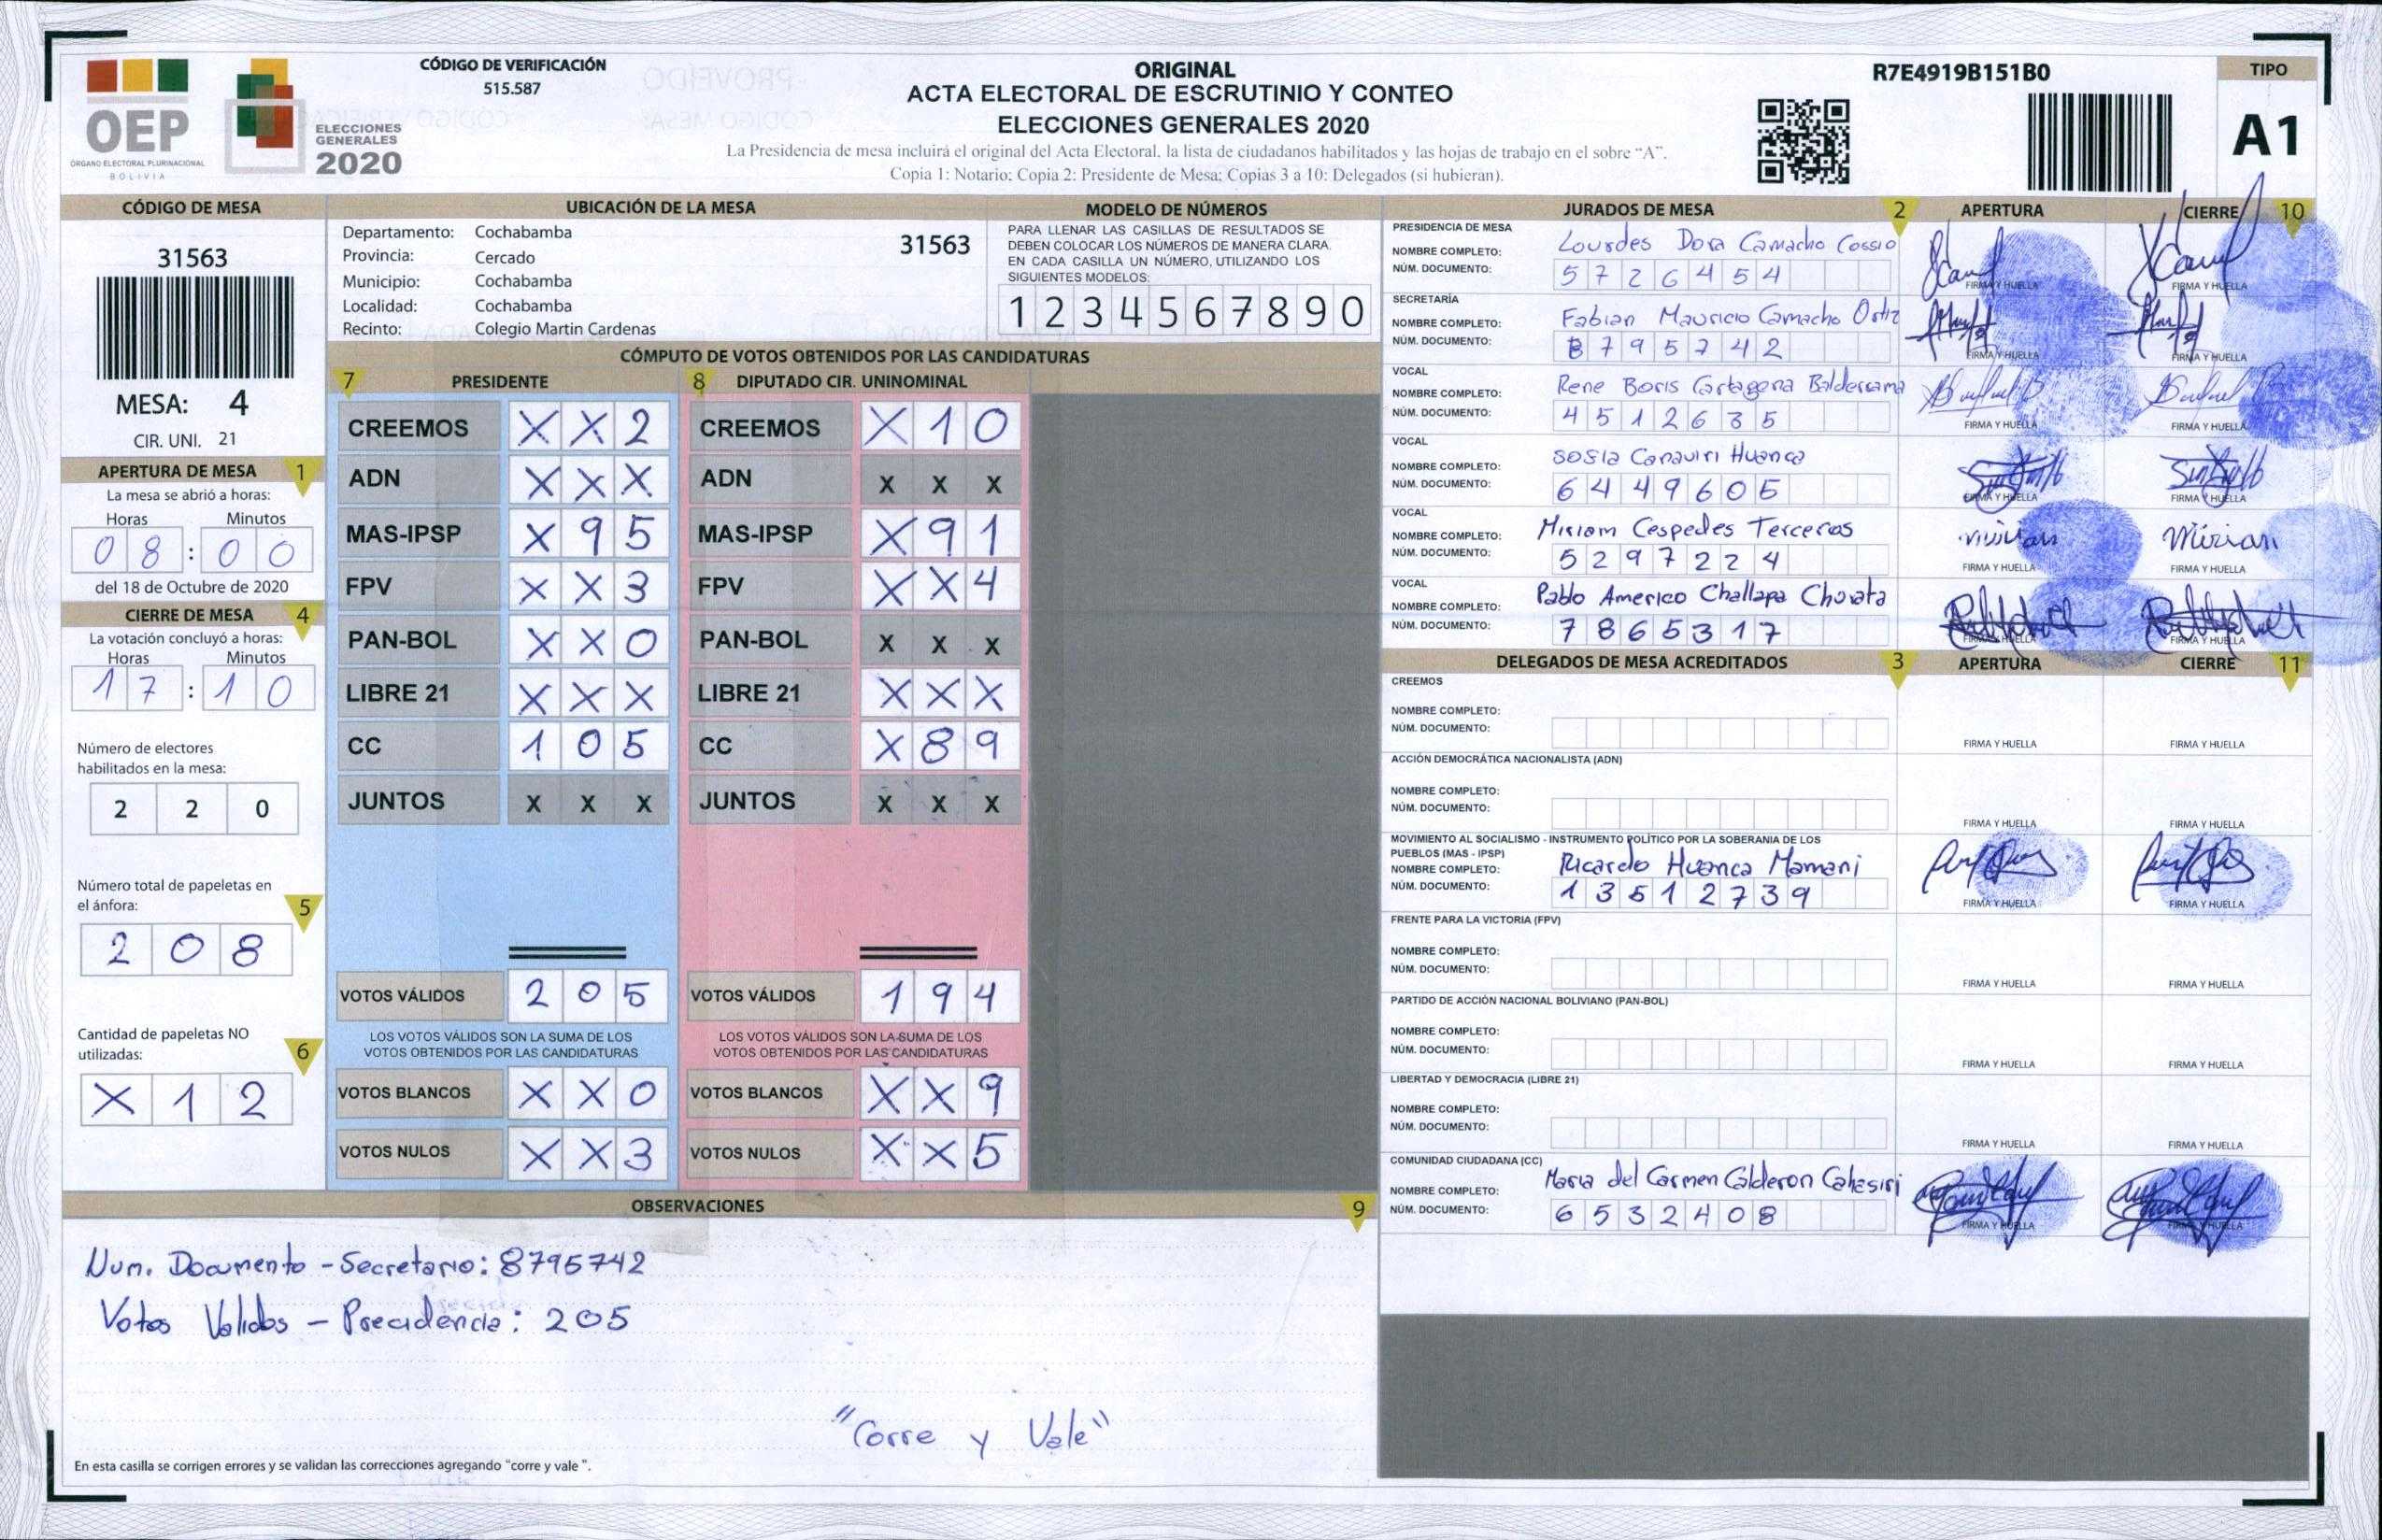 OEP
ÓRGANO ELECTORAL PLURINACIONAL
BOLIVIA
ELECCIONES
GENERALES
2020
CÓDIGO DE VERIFICACIÓN
515.587
ORIGINAL
ACTA ELECTORAL DE ESCRUTINIO Y CONTEO
ELECCIONES GENERALES 2020
La Presidencia de mesa incluirá el original del Acta Electoral, la lista de ciudadanos habilitados y las hojas de trabajo en el sobre “A”.
Copia 1: Notario; Copia 2: Presidente de Mesa; Copias 3 a 10: Delegados (si hubieran).
R7E4919B151B0
TIPO
A1
CÓDIGO DE MESA
31563
MESA: 4
CIR. UNI. 21
APERTURA DE MESA 1
La mesa se abrió a horas:
Horas Minutos
08:00
del 18 de Octubre de 2020
CIERRE DE MESA 4
La votación concluyó a horas:
Horas Minutos
17:10
Número de electores
habilitados en la mesa:
2 2 0
Número total de papeletas en
el ánfora: 5
2 0 8
Cantidad de papeletas NO
utilizadas: 6
X 1 2
UBICACIÓN DE LA MESA
Departamento: Cochabamba
31563
Provincia: Cercado
Municipio: Cochabamba
Localidad: Cochabamba
Recinto: Colegio Martin Cardenas
MODELO DE NÚMEROS
PARA LLENAR LAS CASILLAS DE RESULTADOS SE
DEBEN COLOCAR LOS NÚMEROS DE MANERA CLARA.
EN CADA CASILLA UN NÚMERO, UTILIZANDO LOS
SIGUIENTES MODELOS:
1 2 3 4 5 6 7 8 9 0
CÓMPUTO DE VOTOS OBTENIDOS POR LAS CANDIDATURAS
7 PRESIDENTE
CREEMOS X X 2
ADN X X X
MAS-IPSP X 9 5
FPV X X 3
PAN-BOL X X 0
LIBRE 21 X X X
CC 1 0 5
JUNTOS X X X
VOTOS VÁLIDOS 2 0 5
LOS VOTOS VÁLIDOS SON LA SUMA DE LOS
VOTOS OBTENIDOS POR LAS CANDIDATURAS
VOTOS BLANCOS X X 0
VOTOS NULOS X X 3
8 DIPUTADO CIR. UNINOMINAL
CREEMOS X 1 0
ADN X X X
MAS-IPSP X 9 1
FPV X X 4
PAN-BOL X X X
LIBRE 21 X X X
CC X 8 9
JUNTOS X X X
VOTOS VÁLIDOS 1 9 4
LOS VOTOS VÁLIDOS SON LA SUMA DE LOS
VOTOS OBTENIDOS POR LAS CANDIDATURAS
VOTOS BLANCOS X X 9
VOTOS NULOS X X 5
OBSERVACIONES 9
Num. Documento - Secretario: 8795742
Votos Validos - Precidencia: 205
"Corre y Vale"
En esta casilla se corrigen errores y se validan las correcciones agregando “corre y vale ”.
JURADOS DE MESA 2 APERTURA CIERRE 10
PRESIDENCIA DE MESA
NOMBRE COMPLETO: Lourdes Dora Camacho Cossio
NÚM. DOCUMENTO: 5726454
FIRMA Y HUELLA FIRMA Y HUELLA
SECRETARÍA
NOMBRE COMPLETO: Fabian Mauricio Camacho Ortiz
NÚM. DOCUMENTO: 8795742
FIRMA Y HUELLA FIRMA Y HUELLA
VOCAL
NOMBRE COMPLETO: Rene Boris Cartagena Balderrama
NÚM. DOCUMENTO: 4512635
FIRMA Y HUELLA FIRMA Y HUELLA
VOCAL
NOMBRE COMPLETO: Sosia Canaviri Huanca
NÚM. DOCUMENTO: 6449605
FIRMA Y HUELLA FIRMA Y HUELLA
VOCAL
NOMBRE COMPLETO: Miriam Cespedes Terceros
NÚM. DOCUMENTO: 5297224
Mirian
FIRMA Y HUELLA FIRMA Y HUELLA
VOCAL
NOMBRE COMPLETO: Pablo Americo Challapa Chorata
NÚM. DOCUMENTO: 7865317
FIRMA Y HUELLA FIRMA Y HUELLA
DELEGADOS DE MESA ACREDITADOS 3 APERTURA CIERRE 11
CREEMOS
NOMBRE COMPLETO:
NÚM. DOCUMENTO:
FIRMA Y HUELLA FIRMA Y HUELLA
ACCIÓN DEMOCRÁTICA NACIONALISTA (ADN)
NOMBRE COMPLETO:
NÚM. DOCUMENTO:
FIRMA Y HUELLA FIRMA Y HUELLA
MOVIMIENTO AL SOCIALISMO - INSTRUMENTO POLÍTICO POR LA SOBERANIA DE LOS
PUEBLOS (MAS - IPSP)
NOMBRE COMPLETO: Ricardo Huanca Mamani
NÚM. DOCUMENTO: 13512739
FIRMA Y HUELLA FIRMA Y HUELLA
FRENTE PARA LA VICTORIA (FPV)
NOMBRE COMPLETO:
NÚM. DOCUMENTO:
FIRMA Y HUELLA FIRMA Y HUELLA
PARTIDO DE ACCIÓN NACIONAL BOLIVIANO (PAN-BOL)
NOMBRE COMPLETO:
NÚM. DOCUMENTO:
FIRMA Y HUELLA FIRMA Y HUELLA
LIBERTAD Y DEMOCRACIA (LIBRE 21)
NOMBRE COMPLETO:
NÚM. DOCUMENTO:
FIRMA Y HUELLA FIRMA Y HUELLA
COMUNIDAD CIUDADANA (CC)
NOMBRE COMPLETO: Maria del Carmen Calderon
NÚM. DOCUMENTO: 6532408
FIRMA Y HUELLA FIRMA Y HUELLA